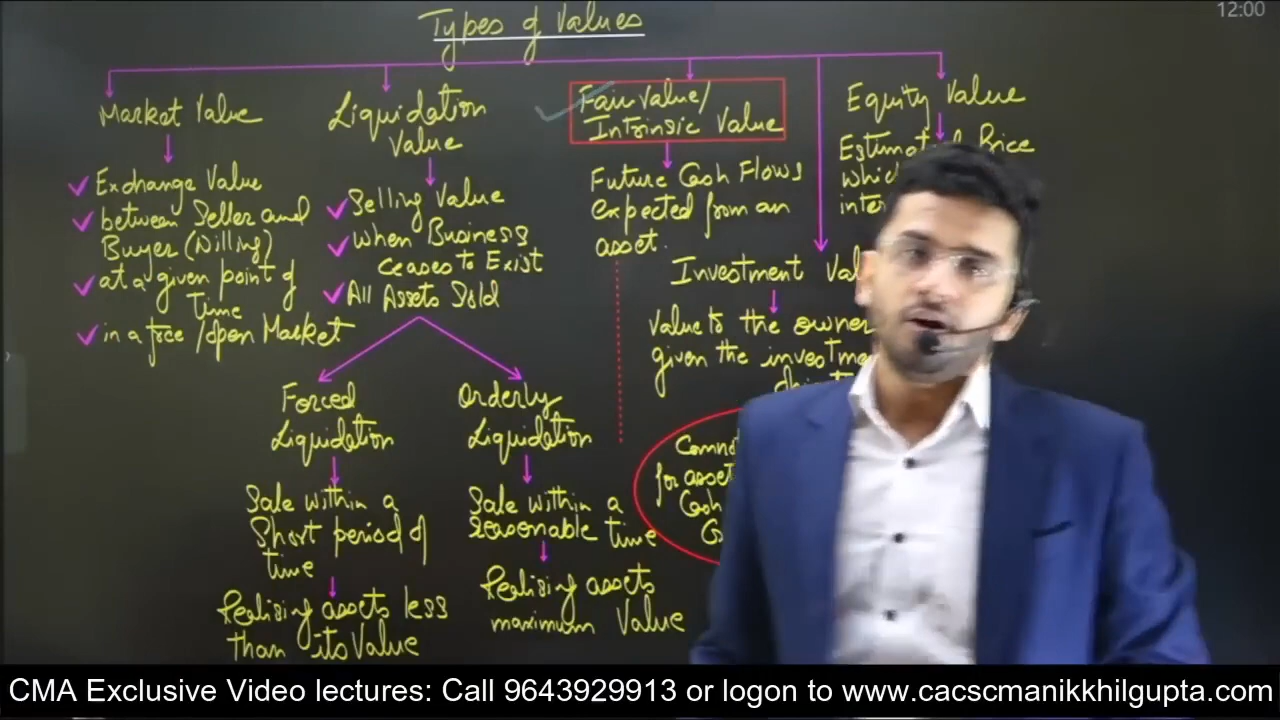 12:00
Types of Values
Market Value
Exchange Value
between Seller and
Buyer (Willing)
at a given point of
Time
in a free/open Market
Liquidation
Value
Selling Value
When Business
Ceases to Exist
All Assets Sold
Forced
Liquidation
Sale within a
Short period of
time
Realising assets less
than its Value
Orderly
Liquidation
Sale within a
reasonable time
Realising assets
maximum Value
Fair Value/
Intrinsic Value
Future Cash Flows
expected from an
asset.
Investment
Value to the owner
given the
for
Cash
Equity Value
Price
CMA Exclusive Video lectures: Call 9643929913 or logon to www.cacscmanikkhilgupta.com